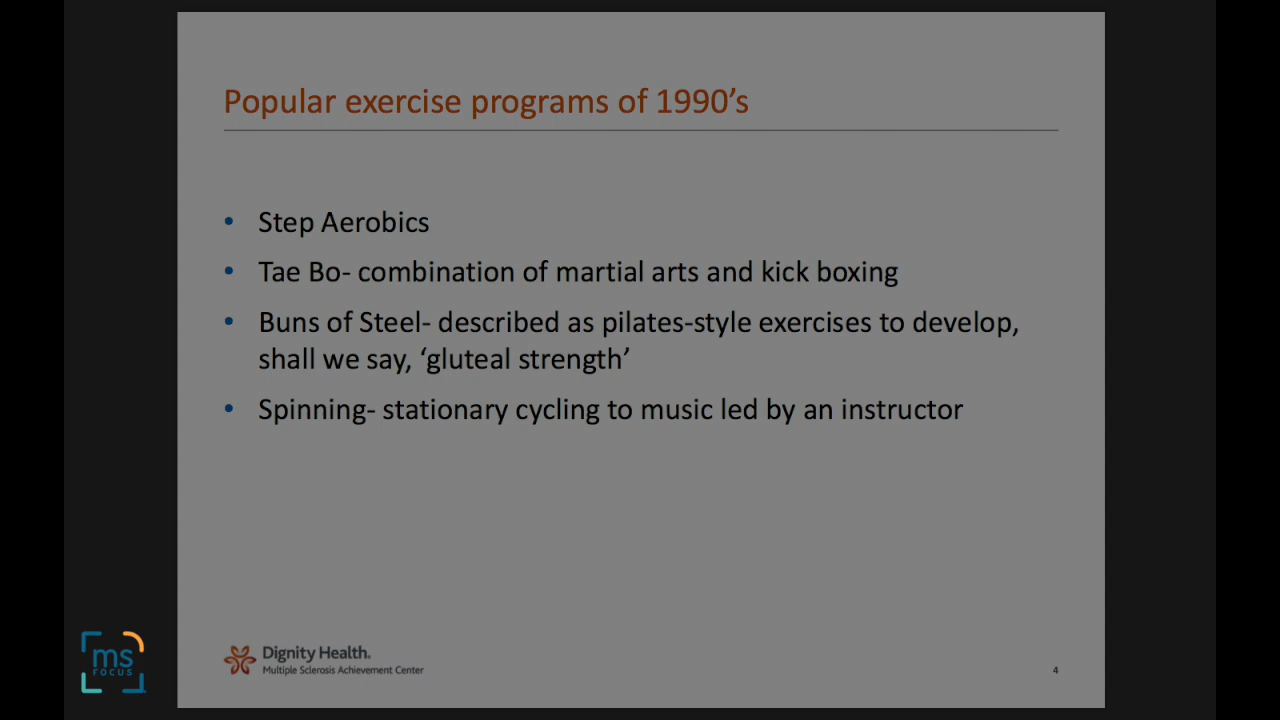 Popular exercise programs of 1990’s
• Step Aerobics
• Tae Bo- combination of martial arts and kick boxing
• Buns of Steel- described as pilates-style exercises to develop,
shall we say, ‘gluteal strength’
• Spinning- stationary cycling to music led by an instructor
Dignity Health.
Multiple Sclerosis Achievement Center
4
ms
FOCUS